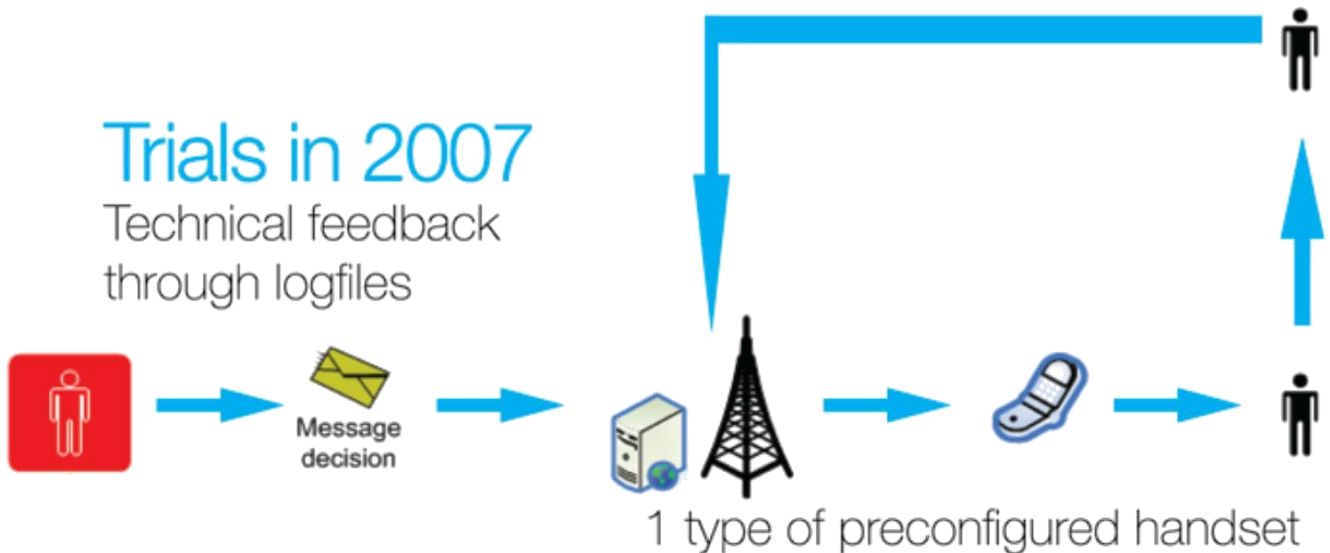 Trials in 2007
Technical feedback
through logfiles
Message
decision
1 type of preconfigured handset